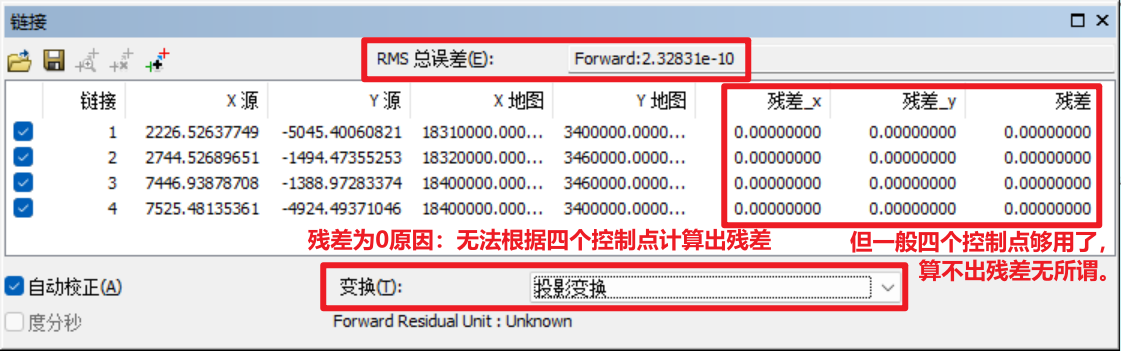 链接
RMS 总误差(E): Forward:2.32831e-10
链接 X 源 Y 源 X 地图 Y 地图 残差_x 残差_y 残差
1 2226.52637749 -5045.40060821 18310000.000... 3400000.0000... 0.00000000 0.00000000 0.00000000
2 2744.52689651 -1494.47355253 18320000.000... 3460000.0000... 0.00000000 0.00000000 0.00000000
3 7446.93878708 -1388.97283374 18400000.000... 3460000.0000... 0.00000000 0.00000000 0.00000000
4 7525.48135361 -4924.49371046 18400000.000... 3400000.0000... 0.00000000 0.00000000 0.00000000
残差为0原因：无法根据四个控制点计算出残差
但一般四个控制点够用了，
算不出残差无所谓。
自动校正(A) 变换(T): 投影变换
度分秒 Forward Residual Unit : Unknown